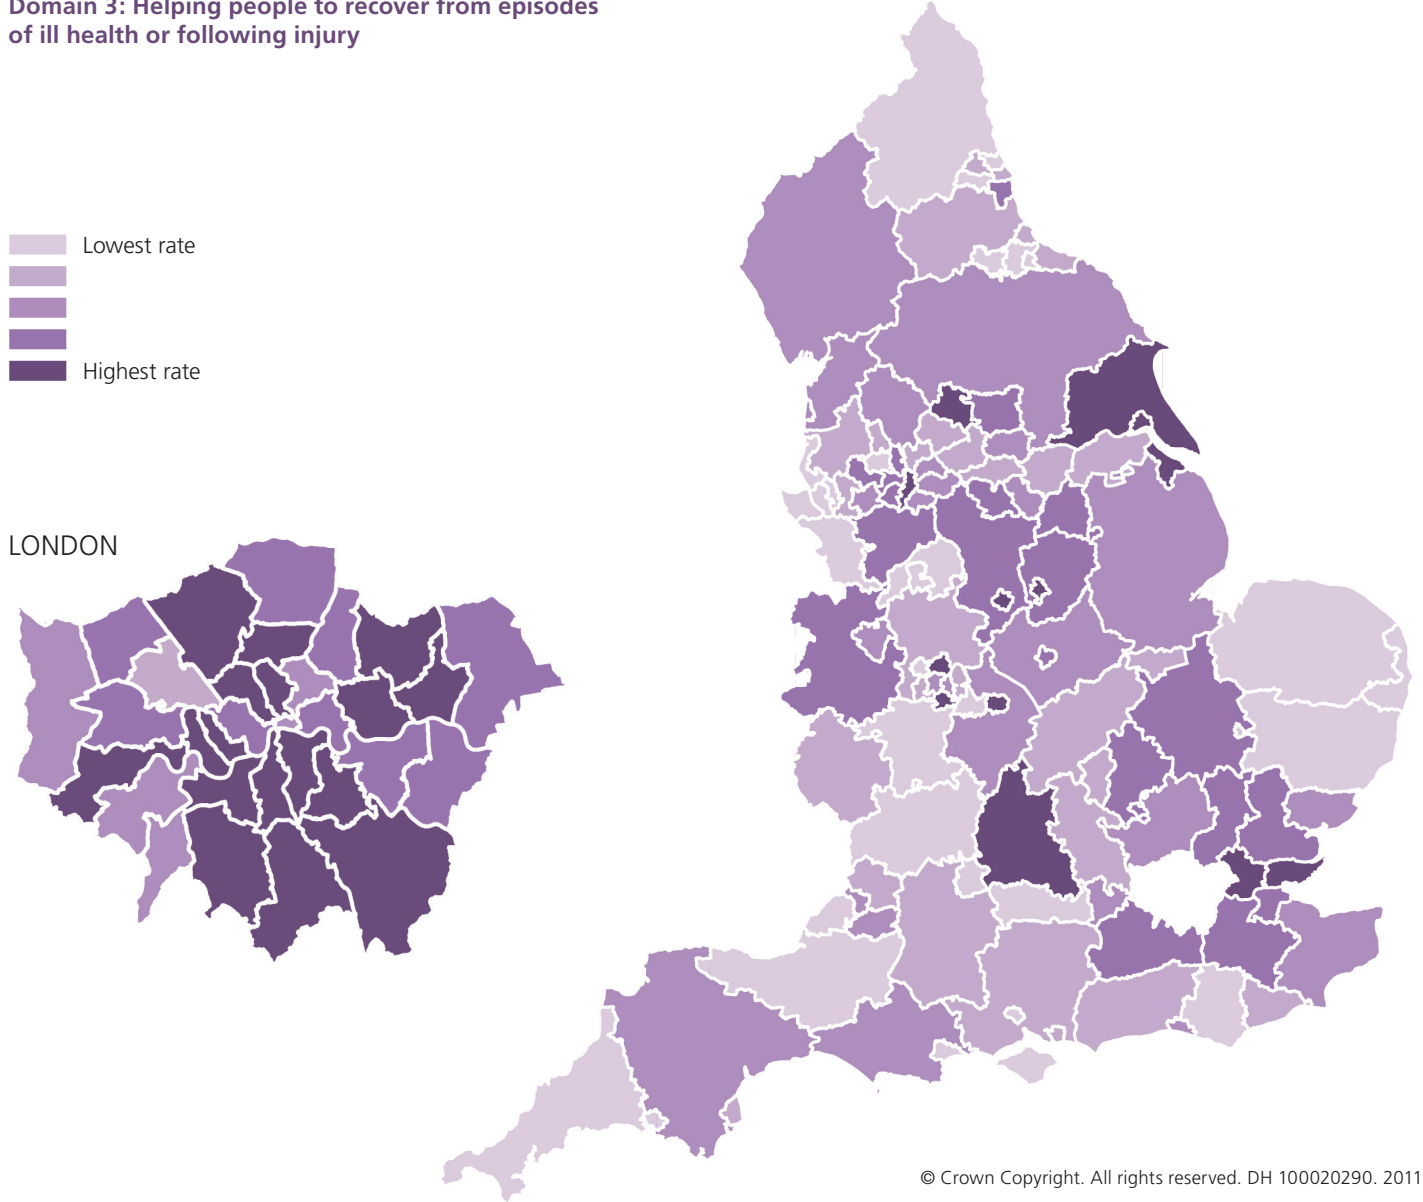 Domain 3: Helping people to recover from episodes
of ill health or following injury
Lowest rate
Highest rate
LONDON
© Crown Copyright. All rights reserved. DH 100020290. 2011